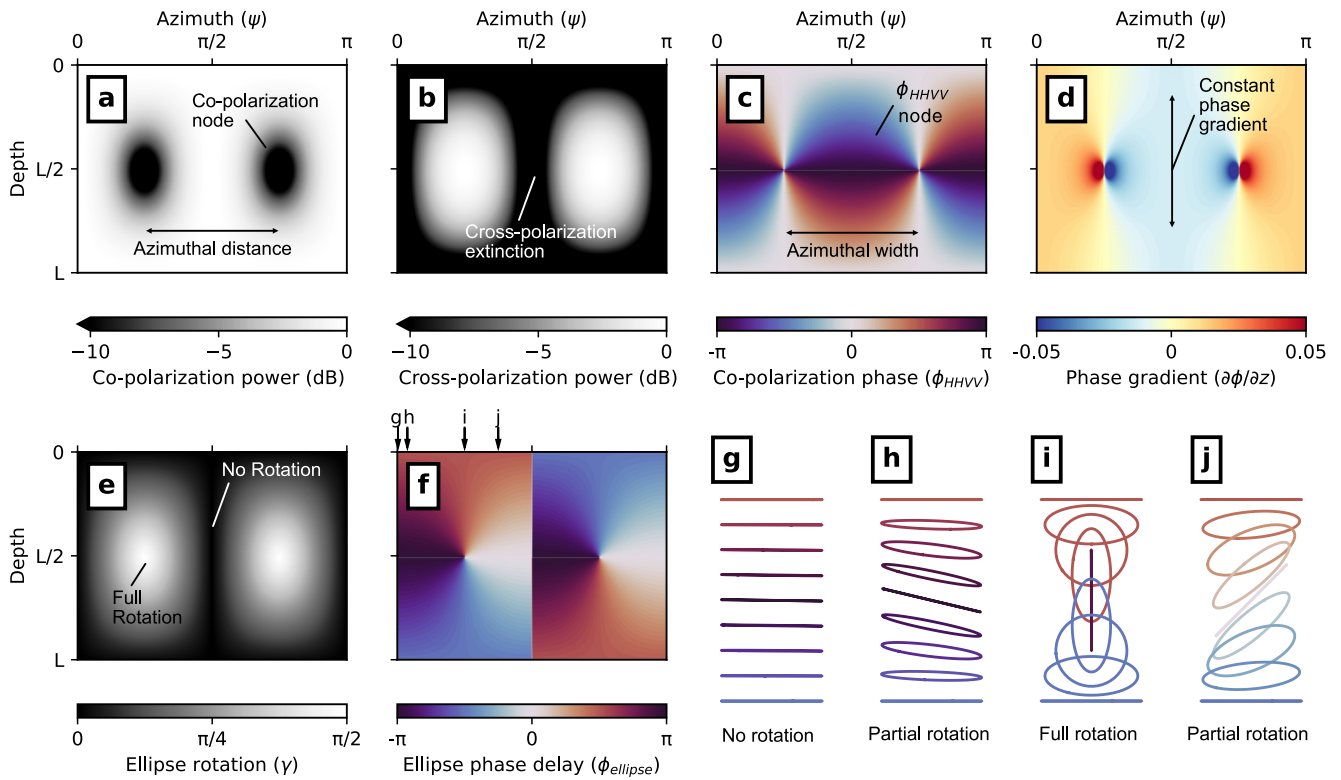 Azimuth (ψ)
0 π/2 π
Azimuth (ψ)
0 π/2 π
Azimuth (ψ)
0 π/2 π
Azimuth (ψ)
0 π/2 π
Depth
0
L/2
L
a
Co-polarization
node
Azimuthal distance
b
Cross-polarization
extinction
c
ϕHHVV
node
Azimuthal width
d
Constant
phase
gradient
−10 −5 0
Co-polarization power (dB)
−10 −5 0
Cross-polarization power (dB)
-π 0 π
Co-polarization phase (ϕHHVV)
-0.05 0 0.05
Phase gradient (∂ϕ/∂z)
Depth
0
L/2
L
e
No Rotation
Full
Rotation
g h i j
f
g
h
i
j
No rotation
Partial rotation
Full rotation
Partial rotation
0 π/4 π/2
Ellipse rotation (γ)
-π 0 π
Ellipse phase delay (ϕellipse)